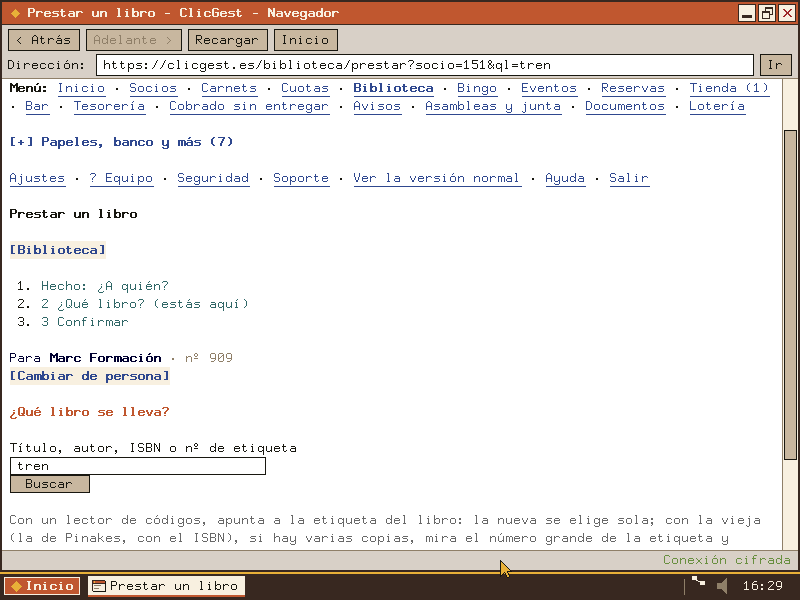 Prestar un libro - ClicGest - Navegador
< Atrás Adelante > Recargar Inicio
Dirección: https://clicgest.es/biblioteca/prestar?socio=151&ql=tren Ir
Menú: Inicio · Socios · Carnets · Cuotas · Biblioteca · Bingo · Eventos · Reservas · Tienda (1)
· Bar · Tesorería · Cobrado sin entregar · Avisos · Asambleas y junta · Documentos · Lotería
[+] Papeles, banco y más (7)
Ajustes · ? Equipo · Seguridad · Soporte · Ver la versión normal · Ayuda · Salir
Prestar un libro
[Biblioteca]
1. Hecho: ¿A quién?
2. 2 ¿Qué libro? (estás aquí)
3. 3 Confirmar
Para Marc Formación · nº 909
[Cambiar de persona]
¿Qué libro se lleva?
Título, autor, ISBN o nº de etiqueta
tren
Buscar
Con un lector de códigos, apunta a la etiqueta del libro: la nueva se elige sola; con la vieja
(la de Pinakes, con el ISBN), si hay varias copias, mira el número grande de la etiqueta y
Conexión cifrada
Inicio Prestar un libro 16:29